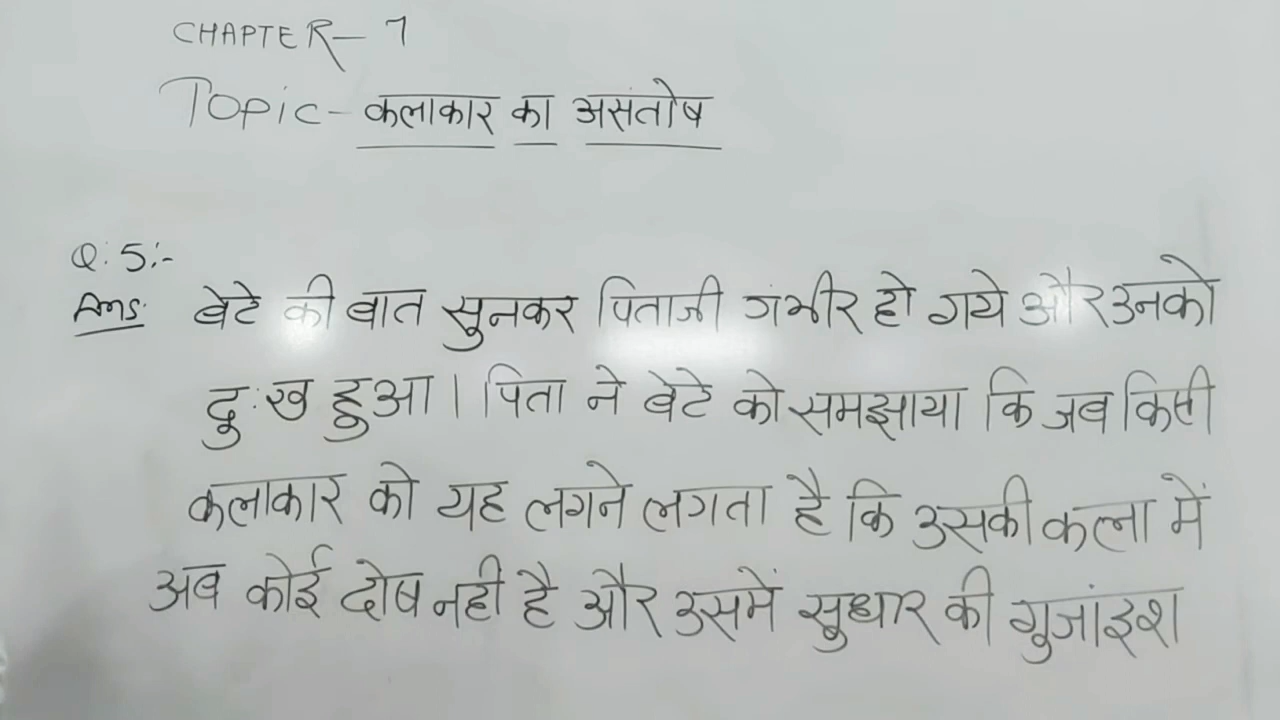 CHAPTER- 7
Topic- कलाकार का असंतोष
Q. 5:-
Ans. बेटे की बात सुनकर पिताजी गंभीर हो गये और उनको
दु:ख हुआ। पिता ने बेटे को समझाया कि जब किसी
कलाकार को यह लगने लगता है कि उसकी कला में
अब कोई दोष नही है और उसमें सुधार की गुजांइश